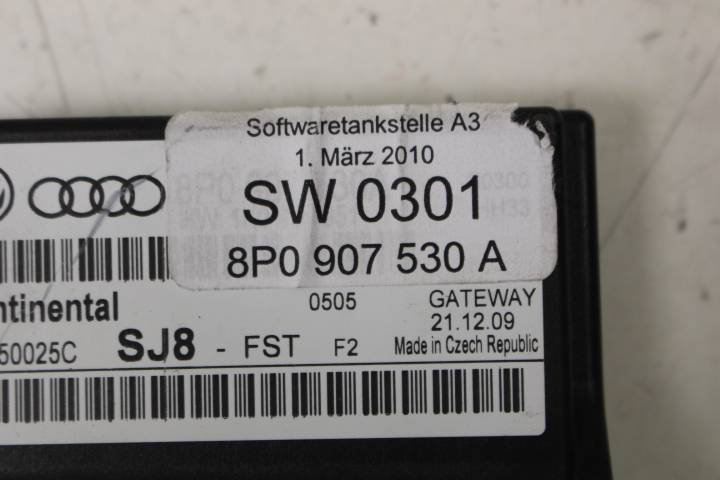 Softwaretankstelle A3
1. März 2010
SW 0301
8P0 907 530 A
ntinental 0505 GATEWAY
21.12.09
50025C SJ8 - FST F2 Made in Czech Republic